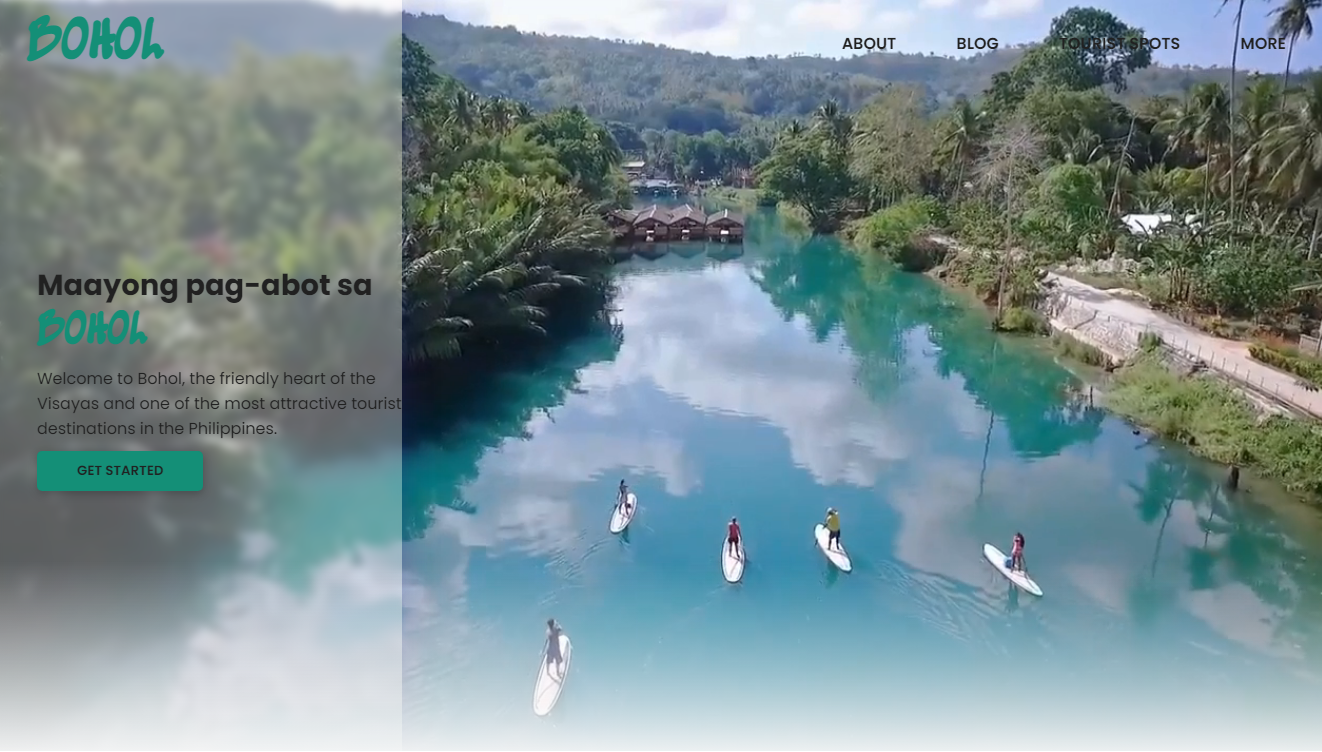 BOHOL
ABOUT BLOG TOURIST SPOTS MORE
Maayong pag-abot sa
BOHOL
Welcome to Bohol, the friendly heart of the
Visayas and one of the most attractive tourist
destinations in the Philippines.
GET STARTED